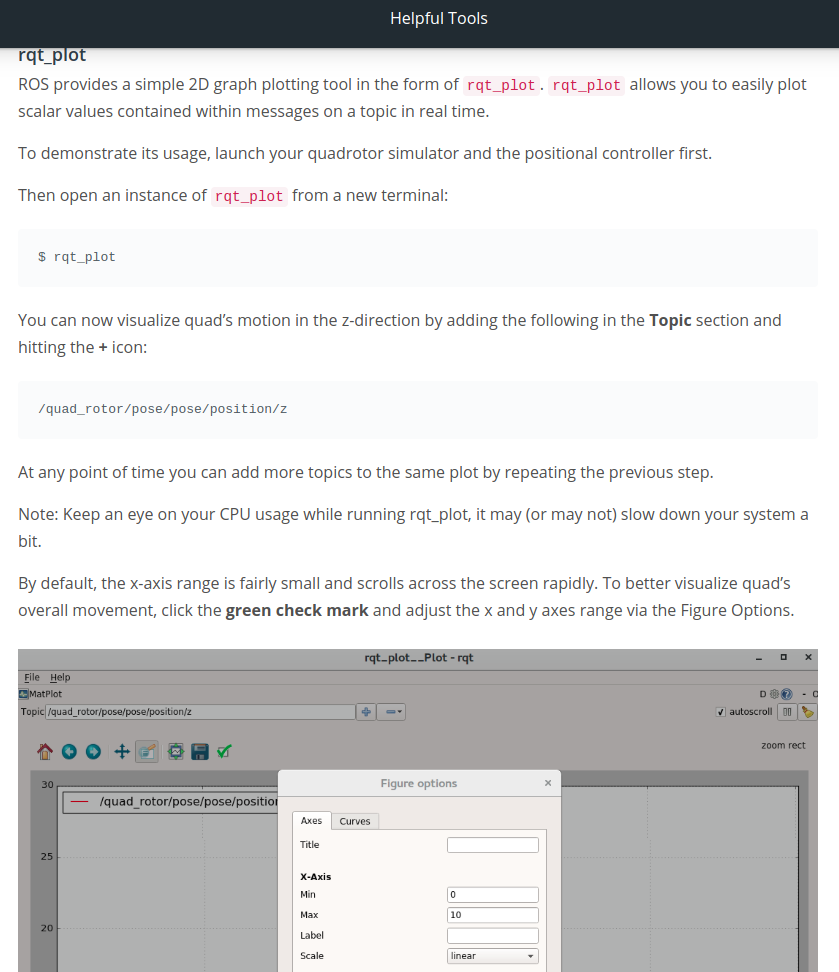 Helpful Tools
rqt_plot
ROS provides a simple 2D graph plotting tool in the form of rqt_plot. rqt_plot allows you to easily plot
scalar values contained within messages on a topic in real time.
To demonstrate its usage, launch your quadrotor simulator and the positional controller first.
Then open an instance of rqt_plot from a new terminal:
$ rqt_plot
You can now visualize quad’s motion in the z-direction by adding the following in the Topic section and
hitting the + icon:
/quad_rotor/pose/pose/position/z
At any point of time you can add more topics to the same plot by repeating the previous step.
Note: Keep an eye on your CPU usage while running rqt_plot, it may (or may not) slow down your system a
bit.
By default, the x-axis range is fairly small and scrolls across the screen rapidly. To better visualize quad’s
overall movement, click the green check mark and adjust the x and y axes range via the Figure Options.
rqt_plot__Plot - rqt
File Help
MatPlot D - O
Topic /quad_rotor/pose/pose/position/z autoscroll
zoom rect
Figure options
30
/quad_rotor/pose/pose/position
Axes Curves
Title
25
X-Axis
Min 0
Max 10
20
Label
Scale linear